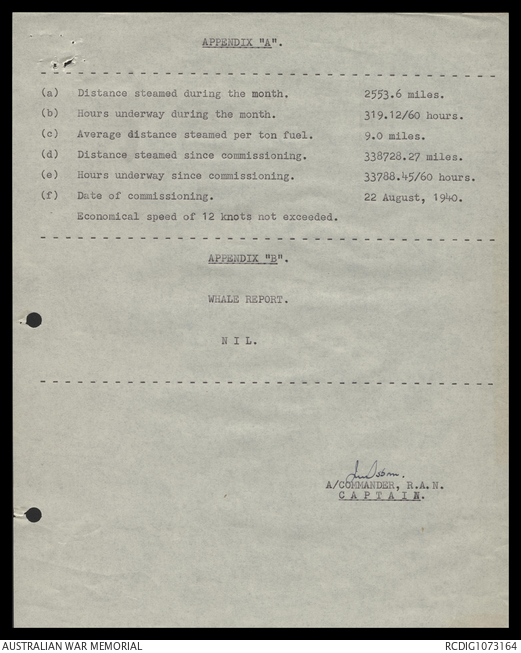 APPENDIX "A".
(a) Distance steamed during the month. 2553.6 miles.
(b) Hours underway during the month. 319.12/60 hours.
(c) Average distance steamed per ton fuel. 9.0 miles.
(d) Distance steamed since commissioning. 338728.27 miles.
(e) Hours underway since commissioning. 33788.45/60 hours.
(f) Date of commissioning. 22 August, 1940.
Economical speed of 12 knots not exceeded.
APPENDIX "B".
WHALE REPORT.
N I L.
A/COMMANDER, R.A.N.
C A P T A I N.
AUSTRALIAN WAR MEMORIAL
RCDIG1073164